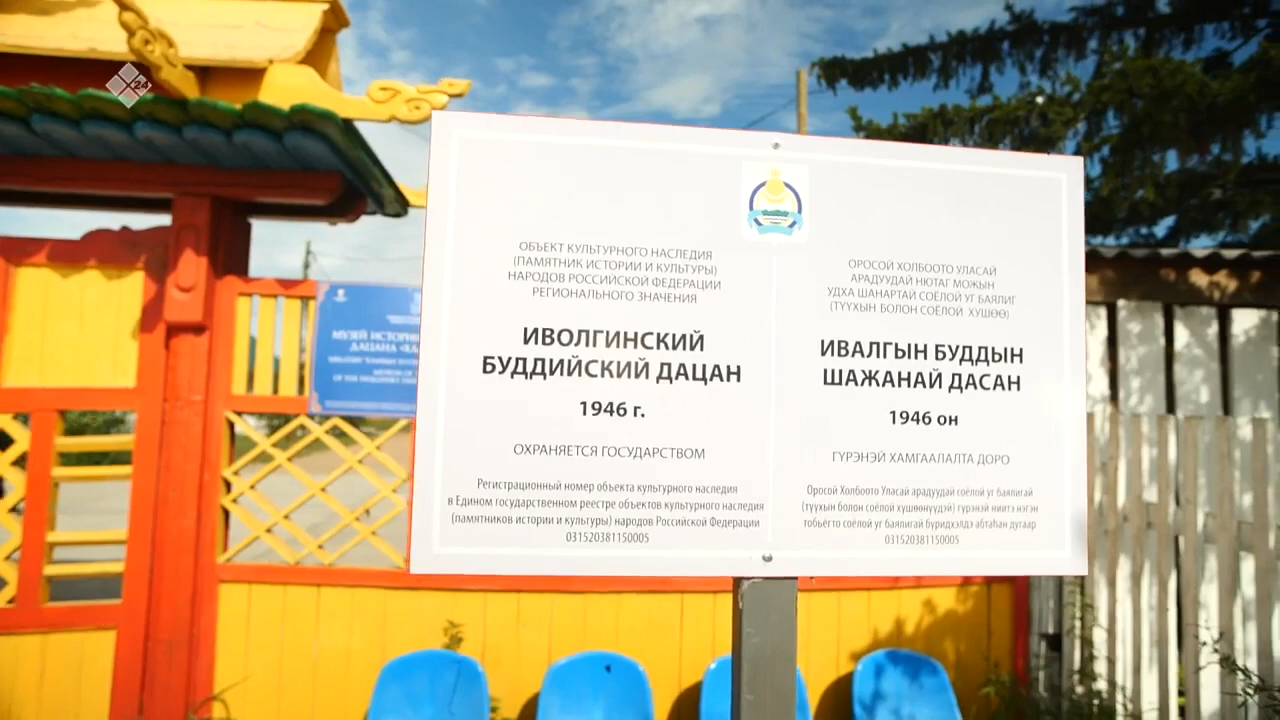 24
МУЗЕЙ ИСТОРИИ
ДАЦАНА
ОБЪЕКТ КУЛЬТУРНОГО НАСЛЕДИЯ
(ПАМЯТНИК ИСТОРИИ И КУЛЬТУРЫ)
НАРОДОВ РОССИЙСКОЙ ФЕДЕРАЦИИ
РЕГИОНАЛЬНОГО ЗНАЧЕНИЯ
ИВОЛГИНСКИЙ
БУДДИЙСКИЙ ДАЦАН
1946 г.
ОХРАНЯЕТСЯ ГОСУДАРСТВОМ
Регистрационный номер объекта культурного наследия
в Едином государственном реестре объектов культурного наследия
(памятников истории и культуры) народов Российской Федерации
031520381150005
ОРОСОЙ ХОЛБООТО УЛАСАЙ
АРАДУУДАЙ НЮТАГ МОЖЫН
УДХА ШАНАРТАЙ СОЁЛОЙ УГ БАЯЛИГ
(ТҮҮХЫН БОЛОН СОЁЛОЙ ХУШӨӨ)
ИВАЛГЫН БУДДЫН
ШАЖАНАЙ ДАСАН
1946 он
ГҮРЭНЭЙ ХАМГААЛАЛТА ДОРО
Оросой Холбоото Уласай арадуудай соёлой уг баялигай
(түүхын болон соёлой хүшөөнүүдэй) гүрэнэй ниитэ нэгэн
тобьёто соёлой уг баялигай бүридхэлдэ абтаһан дугаар
031520381150005